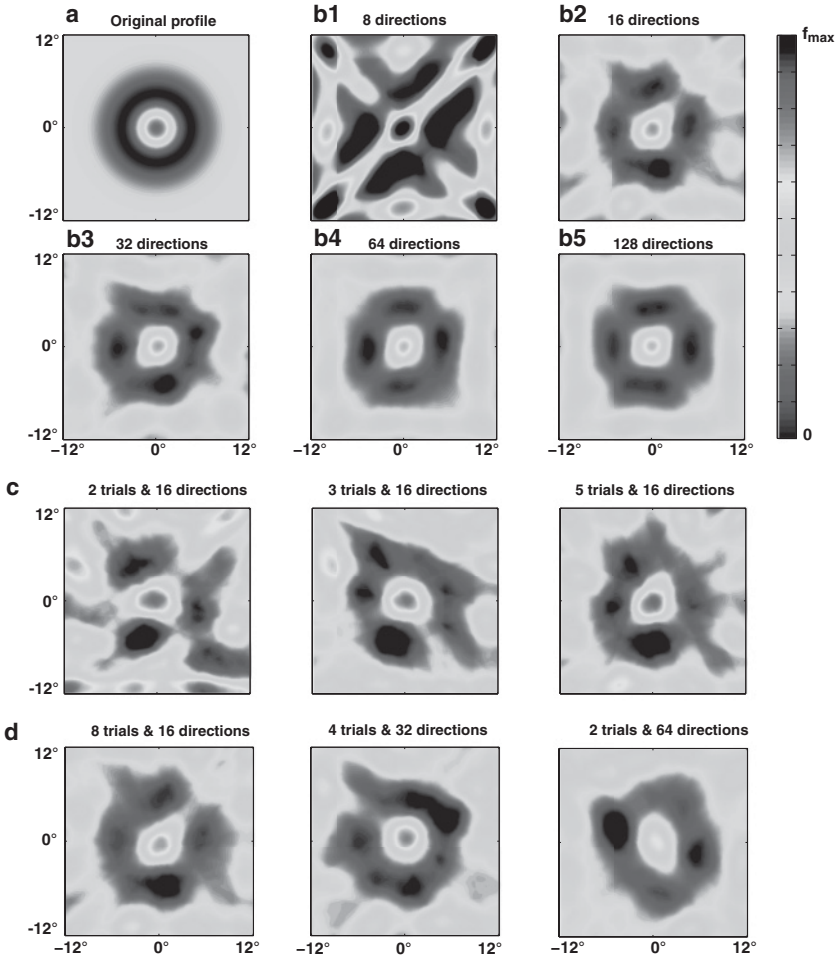 a
Original profile
b1
8 directions
b2
16 directions
12°
0°
-12°
f max
0
b3
32 directions
b4
64 directions
b5
128 directions
12°
0°
-12°
−12° 0° 12°
−12° 0° 12°
−12° 0° 12°
c
2 trials & 16 directions
3 trials & 16 directions
5 trials & 16 directions
12°
0°
-12°
d
8 trials & 16 directions
4 trials & 32 directions
2 trials & 64 directions
12°
0°
-12°
−12° 0° 12°
−12° 0° 12°
−12° 0° 12°